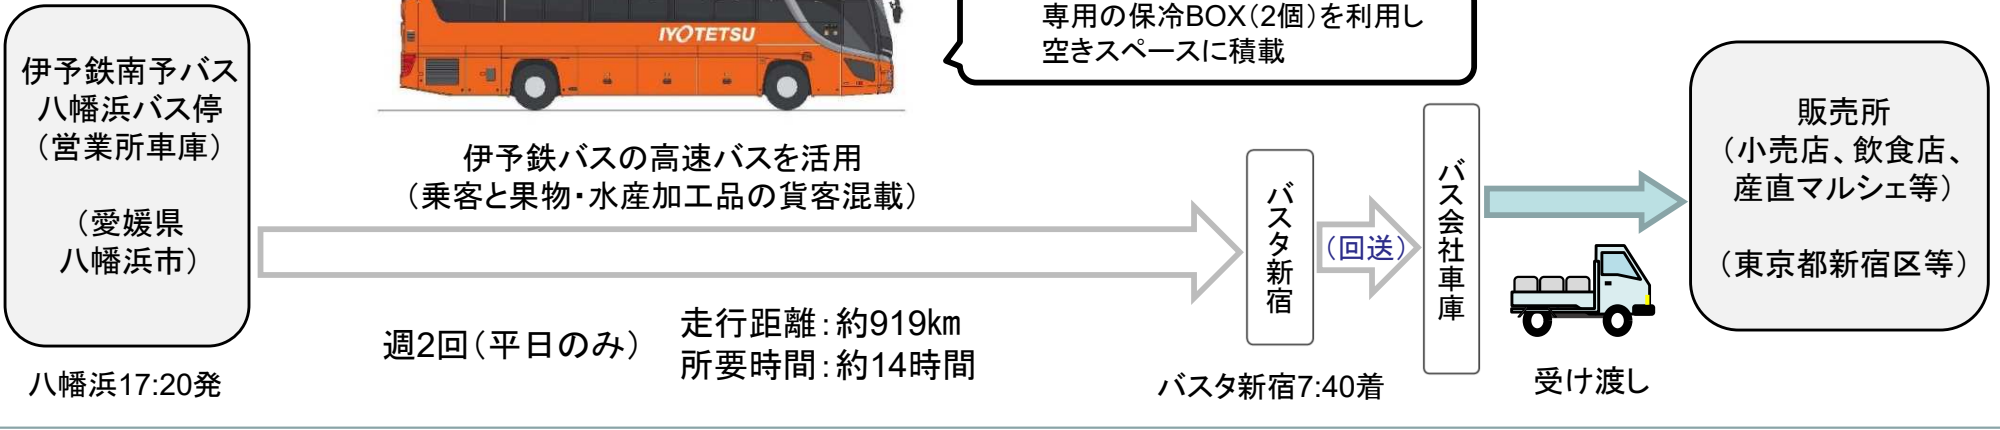 専用の保冷BOX(2個)を利用し
空きスペースに積載
IYOTETSU
伊予鉄南予バス
八幡浜バス停
(営業所車庫)
(愛媛県
八幡浜市)
八幡浜17:20発
伊予鉄バスの高速バスを活用
(乗客と果物・水産加工品の貨客混載)
週2回(平日のみ)
走行距離:約919㎞
所要時間:約14時間
バスタ新宿
バスタ新宿7:40着
(回送)
バス会社車庫
受け渡し
販売所
(小売店、飲食店、
産直マルシェ等)
(東京都新宿区等)